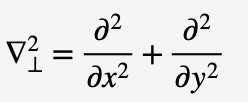 ∇²⊥ = ∂²/∂x² + ∂²/∂y²